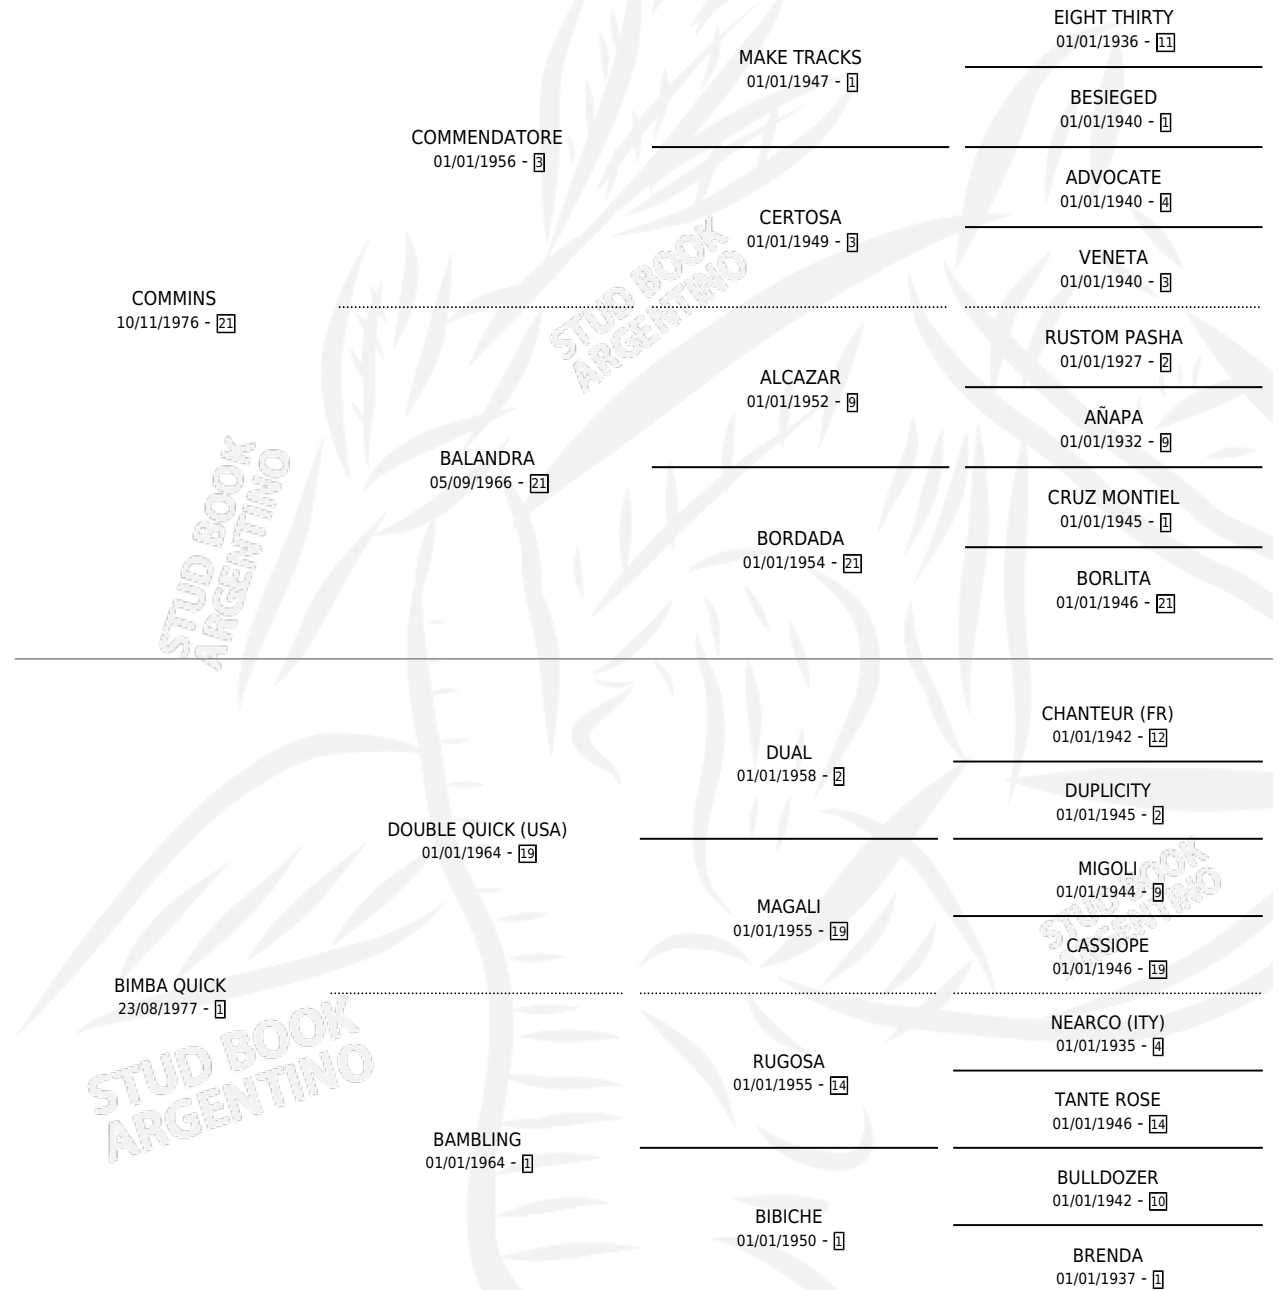 EIGHT THIRTY
01/01/1936 - 11
MAKE TRACKS
01/01/1947 - 1
BESIEGED
01/01/1940 - 1
COMMENDATORE
01/01/1956 - 3
ADVOCATE
01/01/1940 - 4
CERTOSA
01/01/1949 - 3
VENETA
01/01/1940 - 3
COMMINS
10/11/1976 - 21
STUD BOOK
ARGENTINO
RUSTOM PASHA
01/01/1927 - 2
ALCAZAR
01/01/1952 - 9
AÑAPA
01/01/1932 - 9
BALANDRA
05/09/1966 - 21
CRUZ MONTIEL
01/01/1945 - 1
BORDADA
01/01/1954 - 21
BORLITA
01/01/1946 - 21
STUD BOOK
ARGENTINO
CHANTEUR (FR)
01/01/1942 - 12
DUAL
01/01/1958 - 2
DUPLICITY
01/01/1945 - 2
DOUBLE QUICK (USA)
01/01/1964 - 19
MIGOLI
01/01/1944 - 9
MAGALI
01/01/1955 - 19
CASSIOPE
01/01/1946 - 19
STUD BOOK
ARGENTINO
BIMBA QUICK
23/08/1977 - 1
NEARCO (ITY)
01/01/1935 - 4
RUGOSA
01/01/1955 - 14
TANTE ROSE
01/01/1946 - 14
STUD BOOK
ARGENTINO
BAMBLING
01/01/1964 - 1
BULLDOZER
01/01/1942 - 10
BIBICHE
01/01/1950 - 1
BRENDA
01/01/1937 - 1